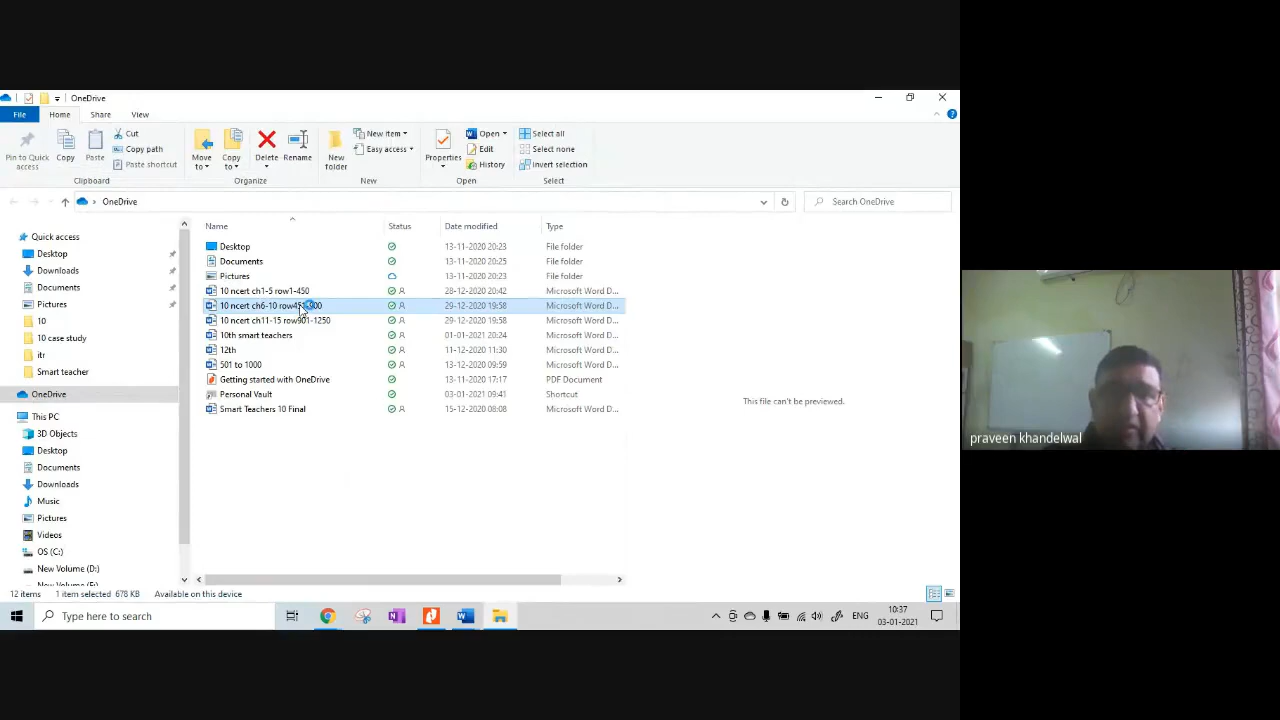 OneDrive
File Home Share View
Pin to Quick access
Copy
Paste
Cut
Copy path
Paste shortcut
Clipboard
Move to
Copy to
Delete
Rename
Organize
New folder
New item
Easy access
New
Properties
Open
Edit
History
Open
Select all
Select none
Invert selection
Select
OneDrive
Search OneDrive
Quick access
Desktop
Downloads
Documents
Pictures
10
10 case study
itr
Smart teacher
OneDrive
This PC
3D Objects
Desktop
Documents
Downloads
Music
Pictures
Videos
OS (C:)
New Volume (D:)
New Volume
Name Status Date modified Type
Desktop 13-11-2020 20:23 File folder
Documents 13-11-2020 20:25 File folder
Pictures 13-11-2020 20:23 File folder
10 ncert ch1-5 row1-450 28-12-2020 20:42 Microsoft Word D...
10 ncert ch6-10 29-12-2020 19:58 Microsoft Word D...
10 ncert ch11-15 row901-1250 29-12-2020 19:58 Microsoft Word D...
10th smart teachers 01-01-2021 20:24 Microsoft Word D...
12th 11-12-2020 11:30 Microsoft Word D...
501 to 1000 13-12-2020 09:59 Microsoft Word D...
Getting started with OneDrive 13-11-2020 17:17 PDF Document
Personal Vault 03-01-2021 09:41 Shortcut
Smart Teachers 10 Final 15-12-2020 08:08 Microsoft Word D...
This file can't be previewed.
praveen khandelwal
12 items 1 item selected 678 KB Available on this device
Type here to search
ENG
10:37
03-01-2021